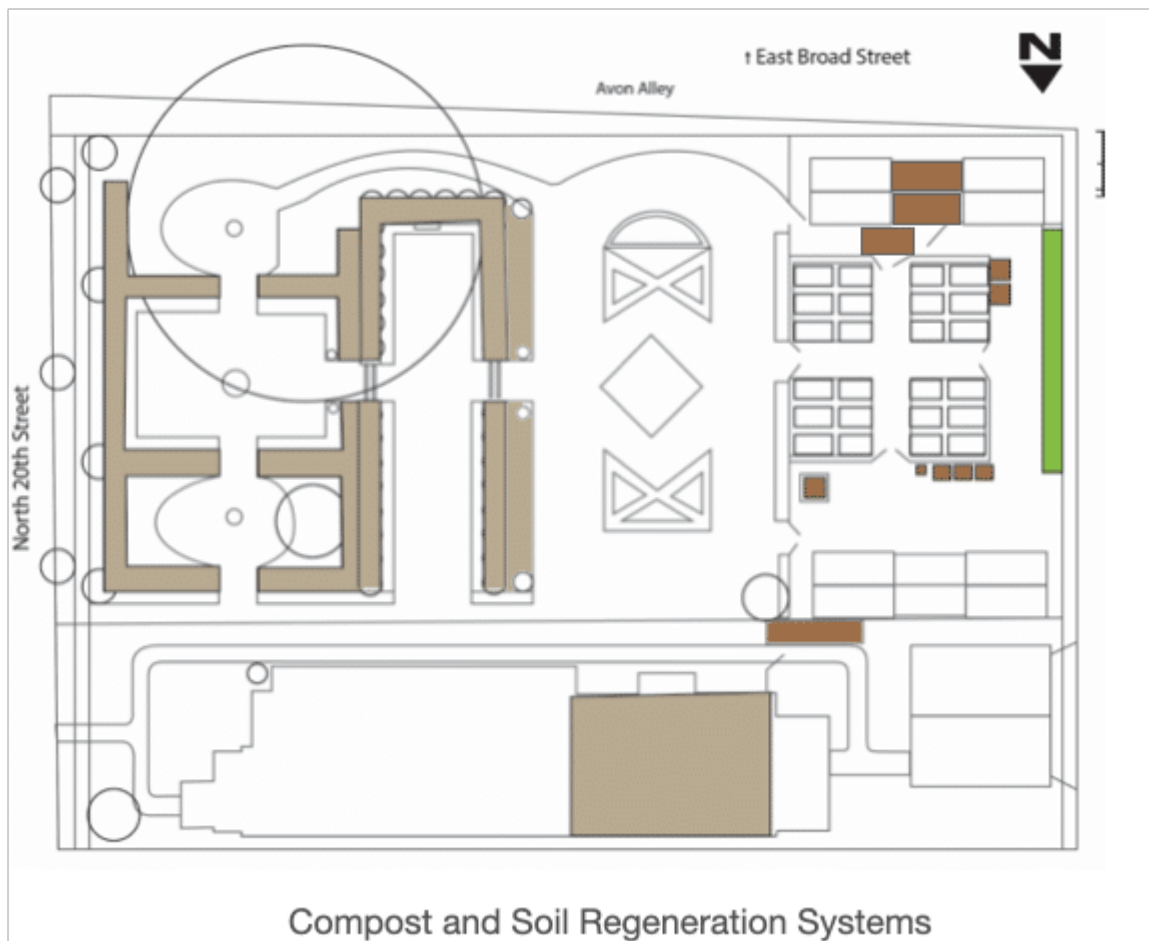 ↑ East Broad Street
N
Avon Alley
North 20th Street
Compost and Soil Regeneration Systems